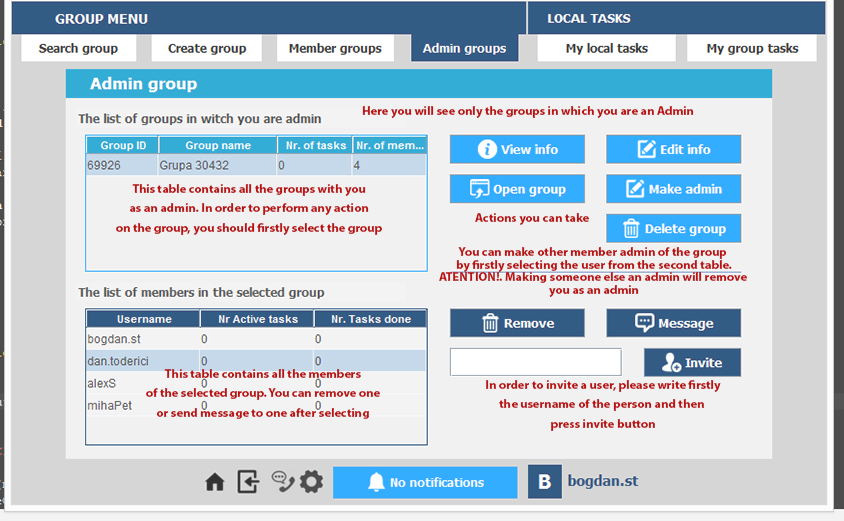 GROUP MENU
LOCAL TASKS
Search group
Create group
Member groups
Admin groups
My local tasks
My group tasks
Admin group
The list of groups in witch you are admin
Here you will see only the groups in which you are an Admin
Group ID
Group name
Nr. of tasks
Nr. of mem...
69926
Grupa 30432
0
4
This table contains all the groups with you
as an admin. In order to perform any action
on the group, you should firstly select the group
View info
Edit info
Open group
Make admin
Actions you can take
Delete group
You can make other member admin of the group
by firstly selecting the user from the second table.
ATENTION!. Making someone else an admin will remove
you as an admin
The list of members in the selected group
Username
Nr Active tasks
Nr. Tasks done
bogdan.st
0
0
dan.toderici
0
0
alexS
0
0
mihaPet
0
0
This table contains all the members
of the selected group. You can remove one
or send message to one after selecting
Remove
Message
Invite
In order to invite a user, please write firstly
the username of the person and then
press invite button
No notifications
B
bogdan.st